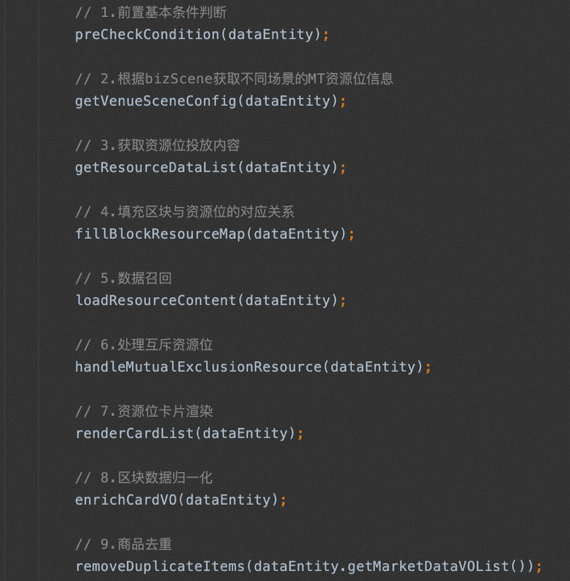 // 1.前置基本条件判断
preCheckCondition(dataEntity);
// 2.根据bizScene获取不同场景的MT资源位信息
getVenueSceneConfig(dataEntity);
// 3.获取资源位投放内容
getResourceDataList(dataEntity);
// 4.填充区块与资源位的对应关系
fillBlockResourceMap(dataEntity);
// 5.数据召回
loadResourceContent(dataEntity);
// 6.处理互斥资源位
handleMutualExclusionResource(dataEntity);
// 7.资源位卡片渲染
renderCardList(dataEntity);
// 8.区块数据归一化
enrichCardVO(dataEntity);
// 9.商品去重
removeDuplicateItems(dataEntity.getMarketDataVOList());